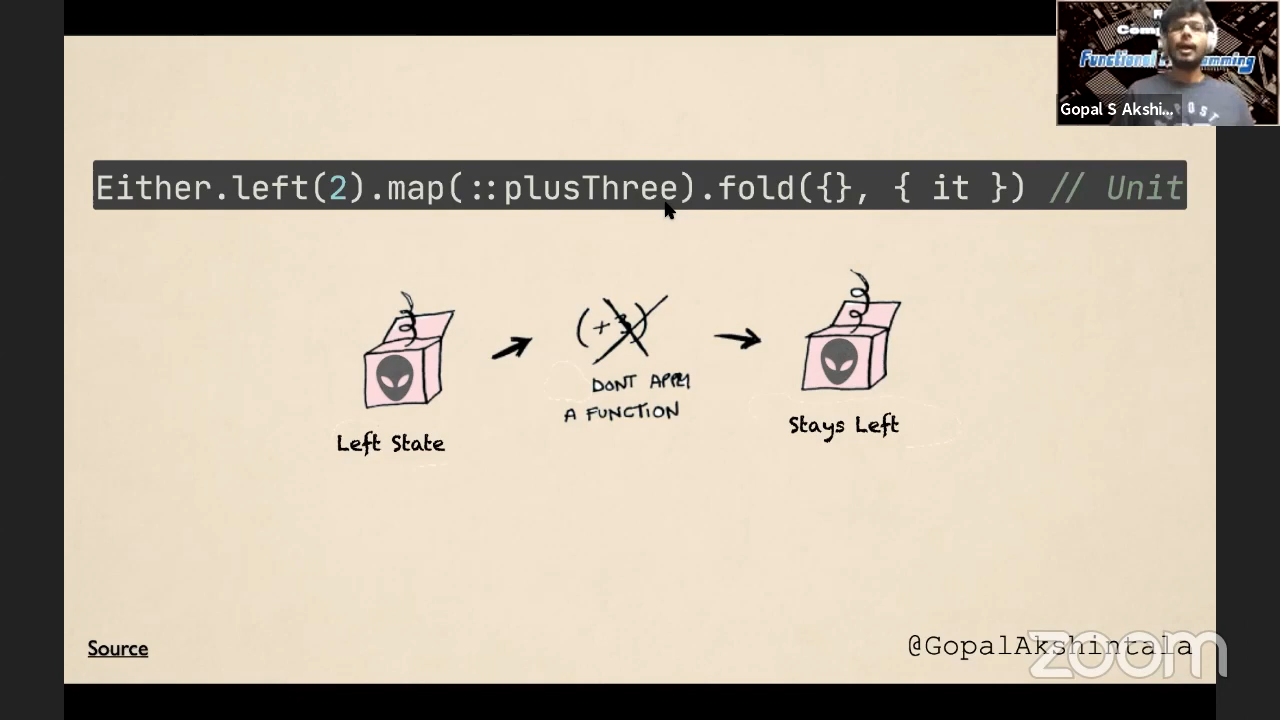 Functional
Gopal S Akshi...
Either.left(2).map(::plusThree).fold({}, { it }) // Unit
(+3)
DONT APPLY
A FUNCTION
Left State
Stays Left
Source
@GopalAkshintala
zoom